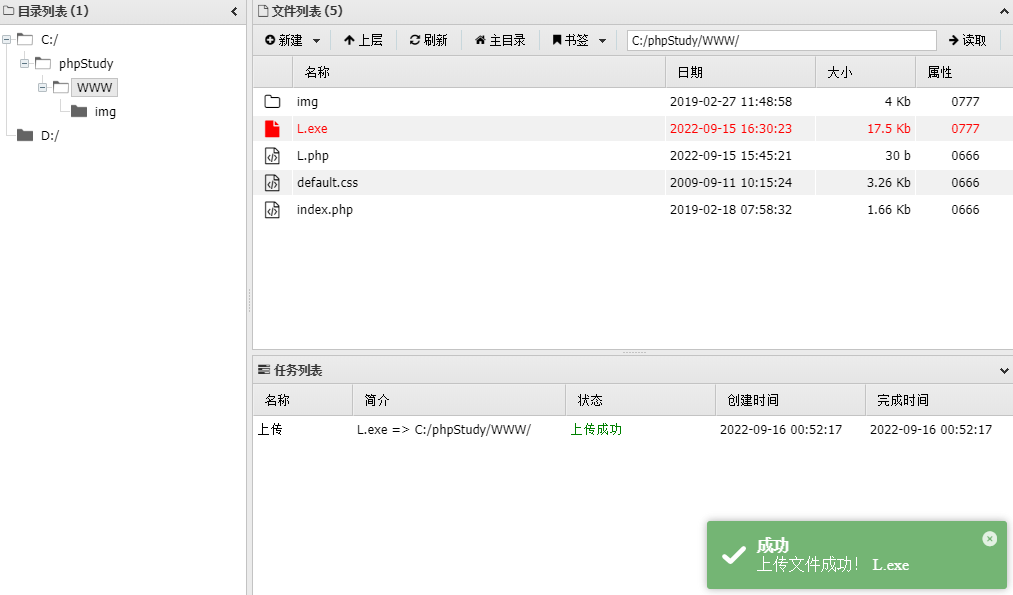 目录列表 (1)
C:/
phpStudy
WWW
img
D:/
文件列表 (5)
新建 上层 刷新 主目录 书签 C:/phpStudy/WWW/ 读取
名称 日期 大小 属性
img 2019-02-27 11:48:58 4 Kb 0777
L.exe 2022-09-15 16:30:23 17.5 Kb 0777
L.php 2022-09-15 15:45:21 30 b 0666
default.css 2009-09-11 10:15:24 3.26 Kb 0666
index.php 2019-02-18 07:58:32 1.66 Kb 0666
任务列表
名称 简介 状态 创建时间 完成时间
上传 L.exe => C:/phpStudy/WWW/ 上传成功 2022-09-16 00:52:17 2022-09-16 00:52:17
成功
上传文件成功！ L.exe